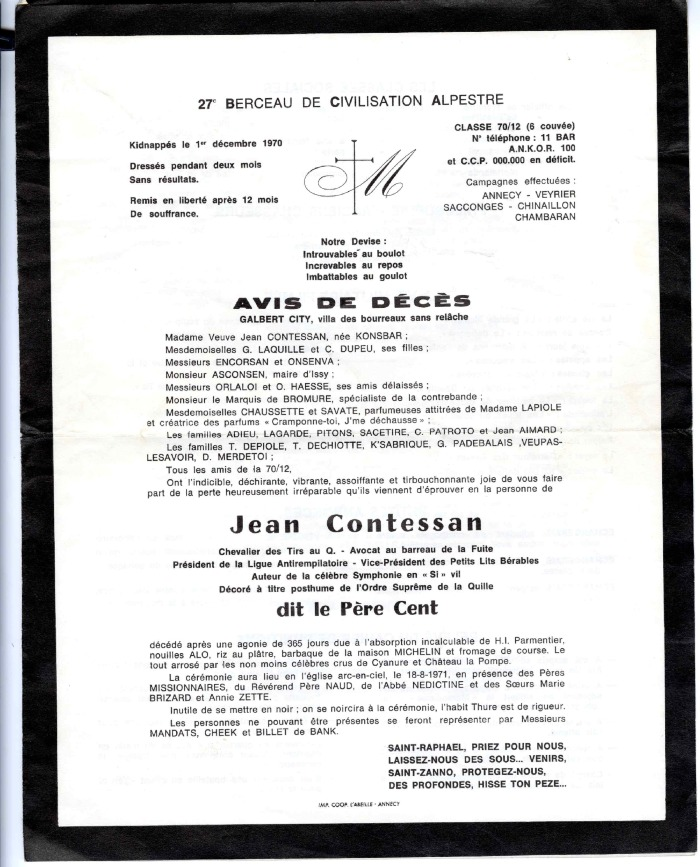 27e BERCEAU DE CIVILISATION ALPESTRE
Kidnappés le 1er décembre 1970
Dressés pendant deux mois
Sans résultats.
Remis en liberté après 12 mois
De souffrance.
M
CLASSE 70/12 (6 couvée)
N° téléphone : 11 BAR
A.N.K.O.R. 100
et C.C.P. 000.000 en déficit.
Campagnes effectuées :
ANNECY - VEYRIER
SACCONGES - CHINAILLON
CHAMBARAN
Notre Devise :
Introuvables au boulot
Increvables au repos
Imbattables au goulot
AVIS DE DÉCÈS
GALBERT CITY, villa des bourreaux sans relâche
Madame Veuve Jean CONTESSAN, née KONSBAR ;
Mesdemoiselles G. LAQUILLE et C. DUPEU, ses filles ;
Messieurs ENCORSAN et ONSENVA ;
Monsieur ASCONSEN, maire d'Issy ;
Messieurs ORLALOI et O. HAESSE, ses amis délaissés ;
Monsieur le Marquis de BROMURE, spécialiste de la contrebande ;
Mesdemoiselles CHAUSSETTE et SAVATE, parfumeuses attitrées de Madame LAPIOLE
et créatrice des parfums « Cramponne-toi, J'me déchausse » ;
Les familles ADIEU, LAGARDE, PITONS, SACETIRE, C. PATROTO et Jean AIMARD ;
Les familles T. DEPIOLE, T. DECHIOTTE, K'SABRIQUE, G. PADEBALAIS ,VEUPAS-
LESAVOIR, D. MERDETOI ;
Tous les amis de la 70/12,
Ont l'indicible, déchirante, vibrante, assoiffante et tirbouchonnante joie de vous faire
part de la perte heureusement irréparable qu'ils viennent d'éprouver en la personne de
Jean Contessan
Chevalier des Tirs au Q. - Avocat au barreau de la Fuite
Président de la Ligue Antirempilatoire - Vice-Président des Petits Lits Bérables
Auteur de la célèbre Symphonie en « Si » vil
Décoré à titre posthume de l'Ordre Suprême de la Quille
dit le Père Cent
décédé après une agonie de 365 jours due à l'absorption incalculable de H.I. Parmentier,
nouilles ALO, riz au plâtre, barbaque de la maison MICHELIN et fromage de course. Le
tout arrosé par les non moins célèbres crus de Cyanure et Château la Pompe.
La cérémonie aura lieu en l'église arc-en-ciel, le 18-8-1971, en présence des Pères
MISSIONNAIRES, du Révérend Père NAUD, de l'Abbé NEDICTINE et des Sœurs Marie
BRIZARD et Annie ZETTE.
Inutile de se mettre en noir ; on se noircira à la cérémonie, l'habit Thure est de rigueur.
Les personnes ne pouvant être présentes se feront représenter par Messieurs
MANDATS, CHEEK et BILLET de BANK.
SAINT-RAPHAEL, PRIEZ POUR NOUS,
LAISSEZ-NOUS DES SOUS... VENIRS,
SAINT-ZANNO, PROTEGEZ-NOUS,
DES PROFONDES, HISSE TON PEZE...
IMP. COOP. L'ABEILLE - ANNECY